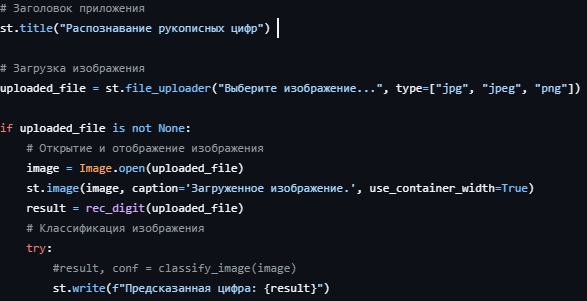 # Заголовок приложения
st.title("Распознавание рукописных цифр")
# Загрузка изображения
uploaded_file = st.file_uploader("Выберите изображение...", type=["jpg", "jpeg", "png"])
if uploaded_file is not None:
# Открытие и отображение изображения
image = Image.open(uploaded_file)
st.image(image, caption='Загруженное изображение.', use_container_width=True)
result = rec_digit(uploaded_file)
# Классификация изображения
try:
#result, conf = classify_image(image)
st.write(f"Предсказанная цифра: {result}")